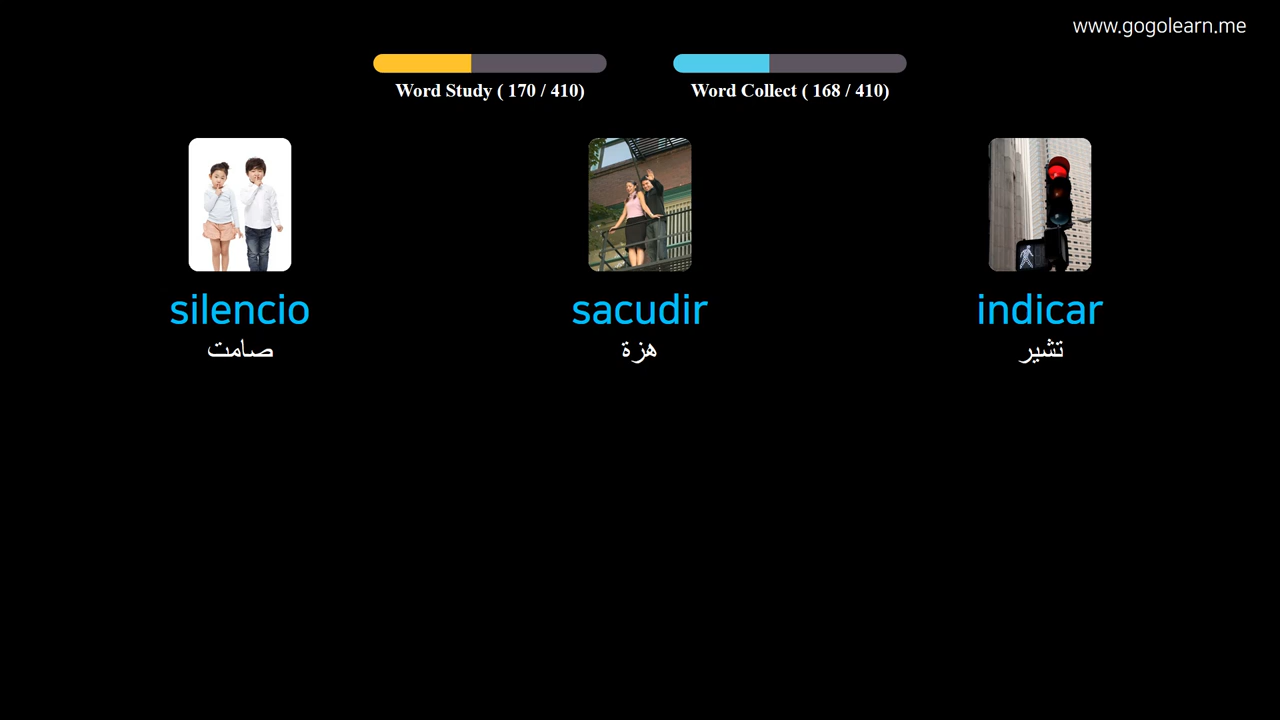 www.gogolearn.me
Word Study ( 170 / 410)
Word Collect ( 168 / 410)
silencio
صامت
sacudir
هزة
indicar
تشير